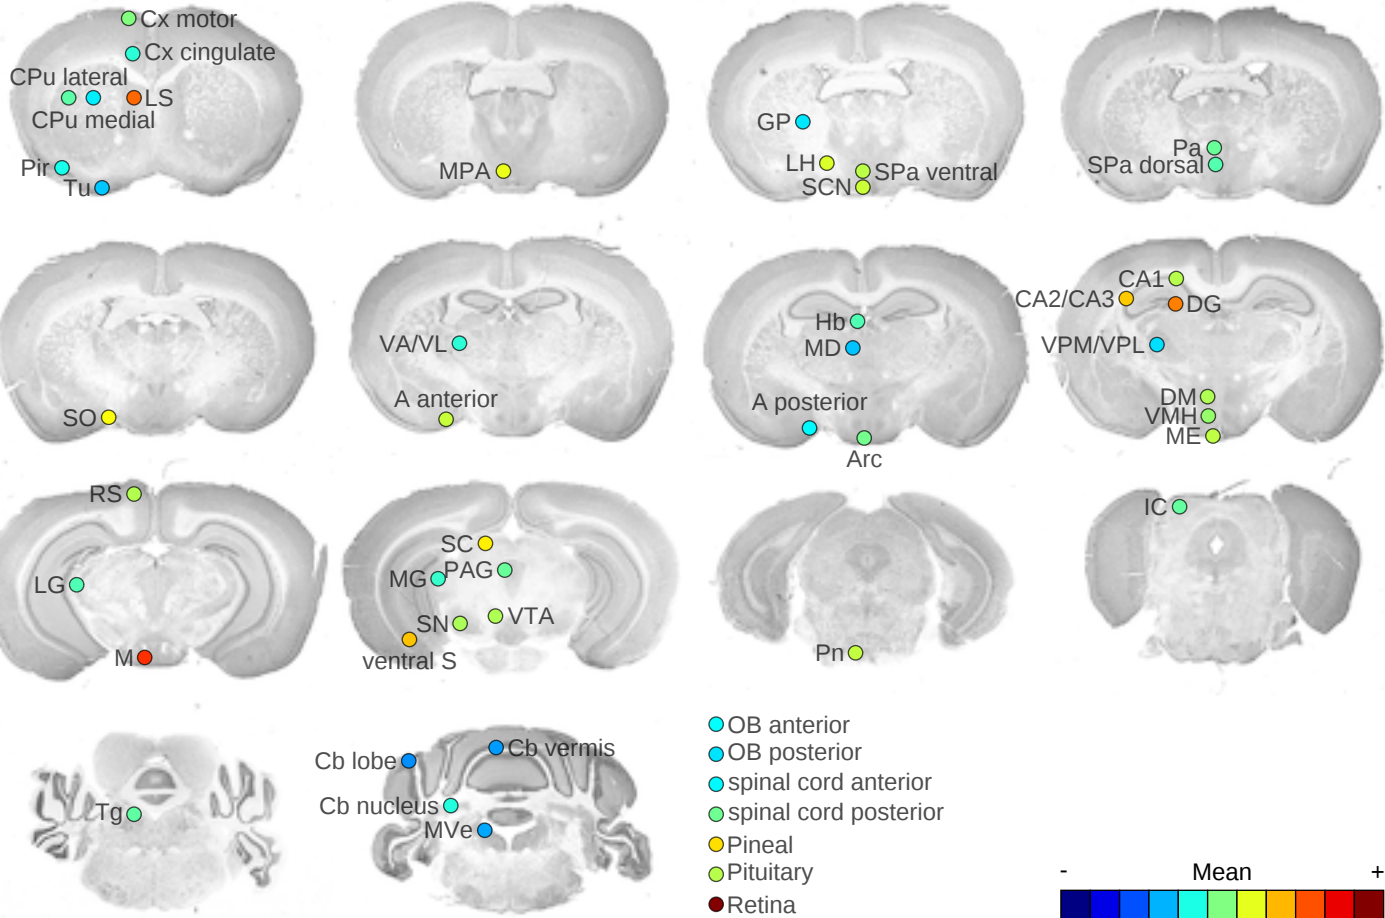 Cx motor
Cx cingulate
CPu lateral
LS
CPu medial
Pir
Tu
MPA
GP
LH
SPa ventral
SCN
Pa
SPa dorsal
SO
VA/VL
A anterior
Hb
MD
A posterior
Arc
CA1
CA2/CA3
DG
VPM/VPL
DM
VMH
ME
RS
LG
M
SC
MG
PAG
SN
VTA
ventral S
Pn
IC
Tg
Cb lobe
Cb vermis
Cb nucleus
MVe
OB anterior
OB posterior
spinal cord anterior
spinal cord posterior
Pineal
Pituitary
Retina
- Mean +